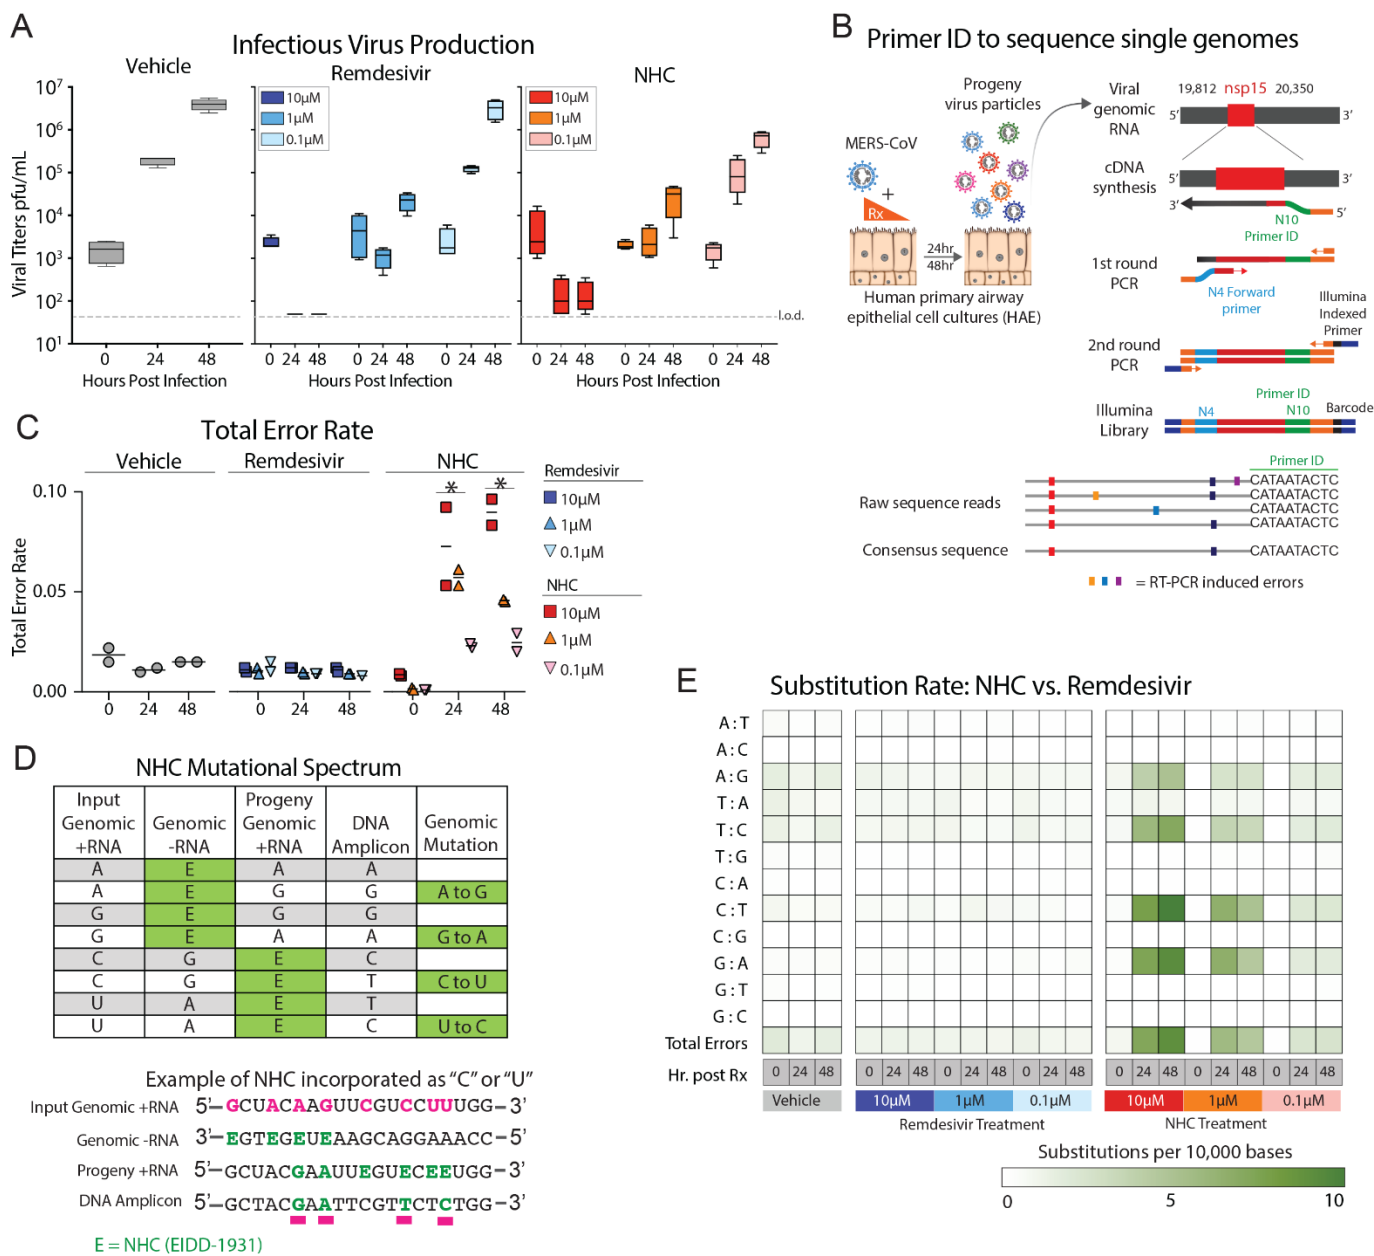 A
Infectious Virus Production
Vehicle
Remdesivir
NHC
10µM
1µM
0.1µM
10µM
1µM
0.1µM
Viral Titers pfu/mL
10⁷
10⁶
10⁵
10⁴
10³
10²
10¹
l.o.d.
0 24 48
0 24 48 0 24 48 0 24 48
0 24 48 0 24 48 0 24 48
Hours Post Infection
Hours Post Infection
Hours Post Infection
B
Primer ID to sequence single genomes
Progeny
virus particles
MERS-CoV
+
Rx
24hr
48hr
Human primary airway
epithelial cell cultures (HAE)
Viral
genomic
RNA
19,812 nsp15 20,350
5′ 3′
cDNA
synthesis
5′ 3′
3′ 5′
N10
Primer ID
1st round
PCR
N4 Forward
primer
Illumina
Indexed
Primer
2nd round
PCR
Illumina
Library
N4
Primer ID
N10
Barcode
Primer ID
Raw sequence reads
CATAATACTC
CATAATACTC
CATAATACTC
CATAATACTC
Consensus sequence
CATAATACTC
= RT-PCR induced errors
C
Total Error Rate
Vehicle
Remdesivir
NHC
Total Error Rate
0.10
0.05
0.00
* *
0 24 48
0 24 48
0 24 48
Remdesivir
10µM
1µM
0.1µM
NHC
10µM
1µM
0.1µM
D
NHC Mutational Spectrum
Input
Genomic
+RNA
Genomic
-RNA
Progeny
Genomic
+RNA
DNA
Amplicon
Genomic
Mutation
A E A A
A E G G A to G
G E G G
G E A A G to A
C G E C
C G E T C to U
U A E T
U A E C U to C
Example of NHC incorporated as “C” or “U”
Input Genomic +RNA 5′–GCUACAAGUUCGUCCUUUGG-3′
Genomic -RNA 3′–EGTEGEUEAAGCAGGAAACC-5′
Progeny +RNA 5′–GCUACGAAUUEGUECEEUGG-3′
DNA Amplicon 5′–GCTACGAATTCGTTCTCTGG-3′
E = NHC (EIDD-1931)
E
Substitution Rate: NHC vs. Remdesivir
A : T
A : C
A : G
T : A
T : C
T : G
C : A
C : T
C : G
G : A
G : T
G : C
Total Errors
Hr. post Rx
0 24 48
0 24 48 0 24 48 0 24 48
0 24 48 0 24 48 0 24 48
Vehicle
10µM 1µM 0.1µM
Remdesivir Treatment
10µM 1µM 0.1µM
NHC Treatment
Substitutions per 10,000 bases
0 5 10